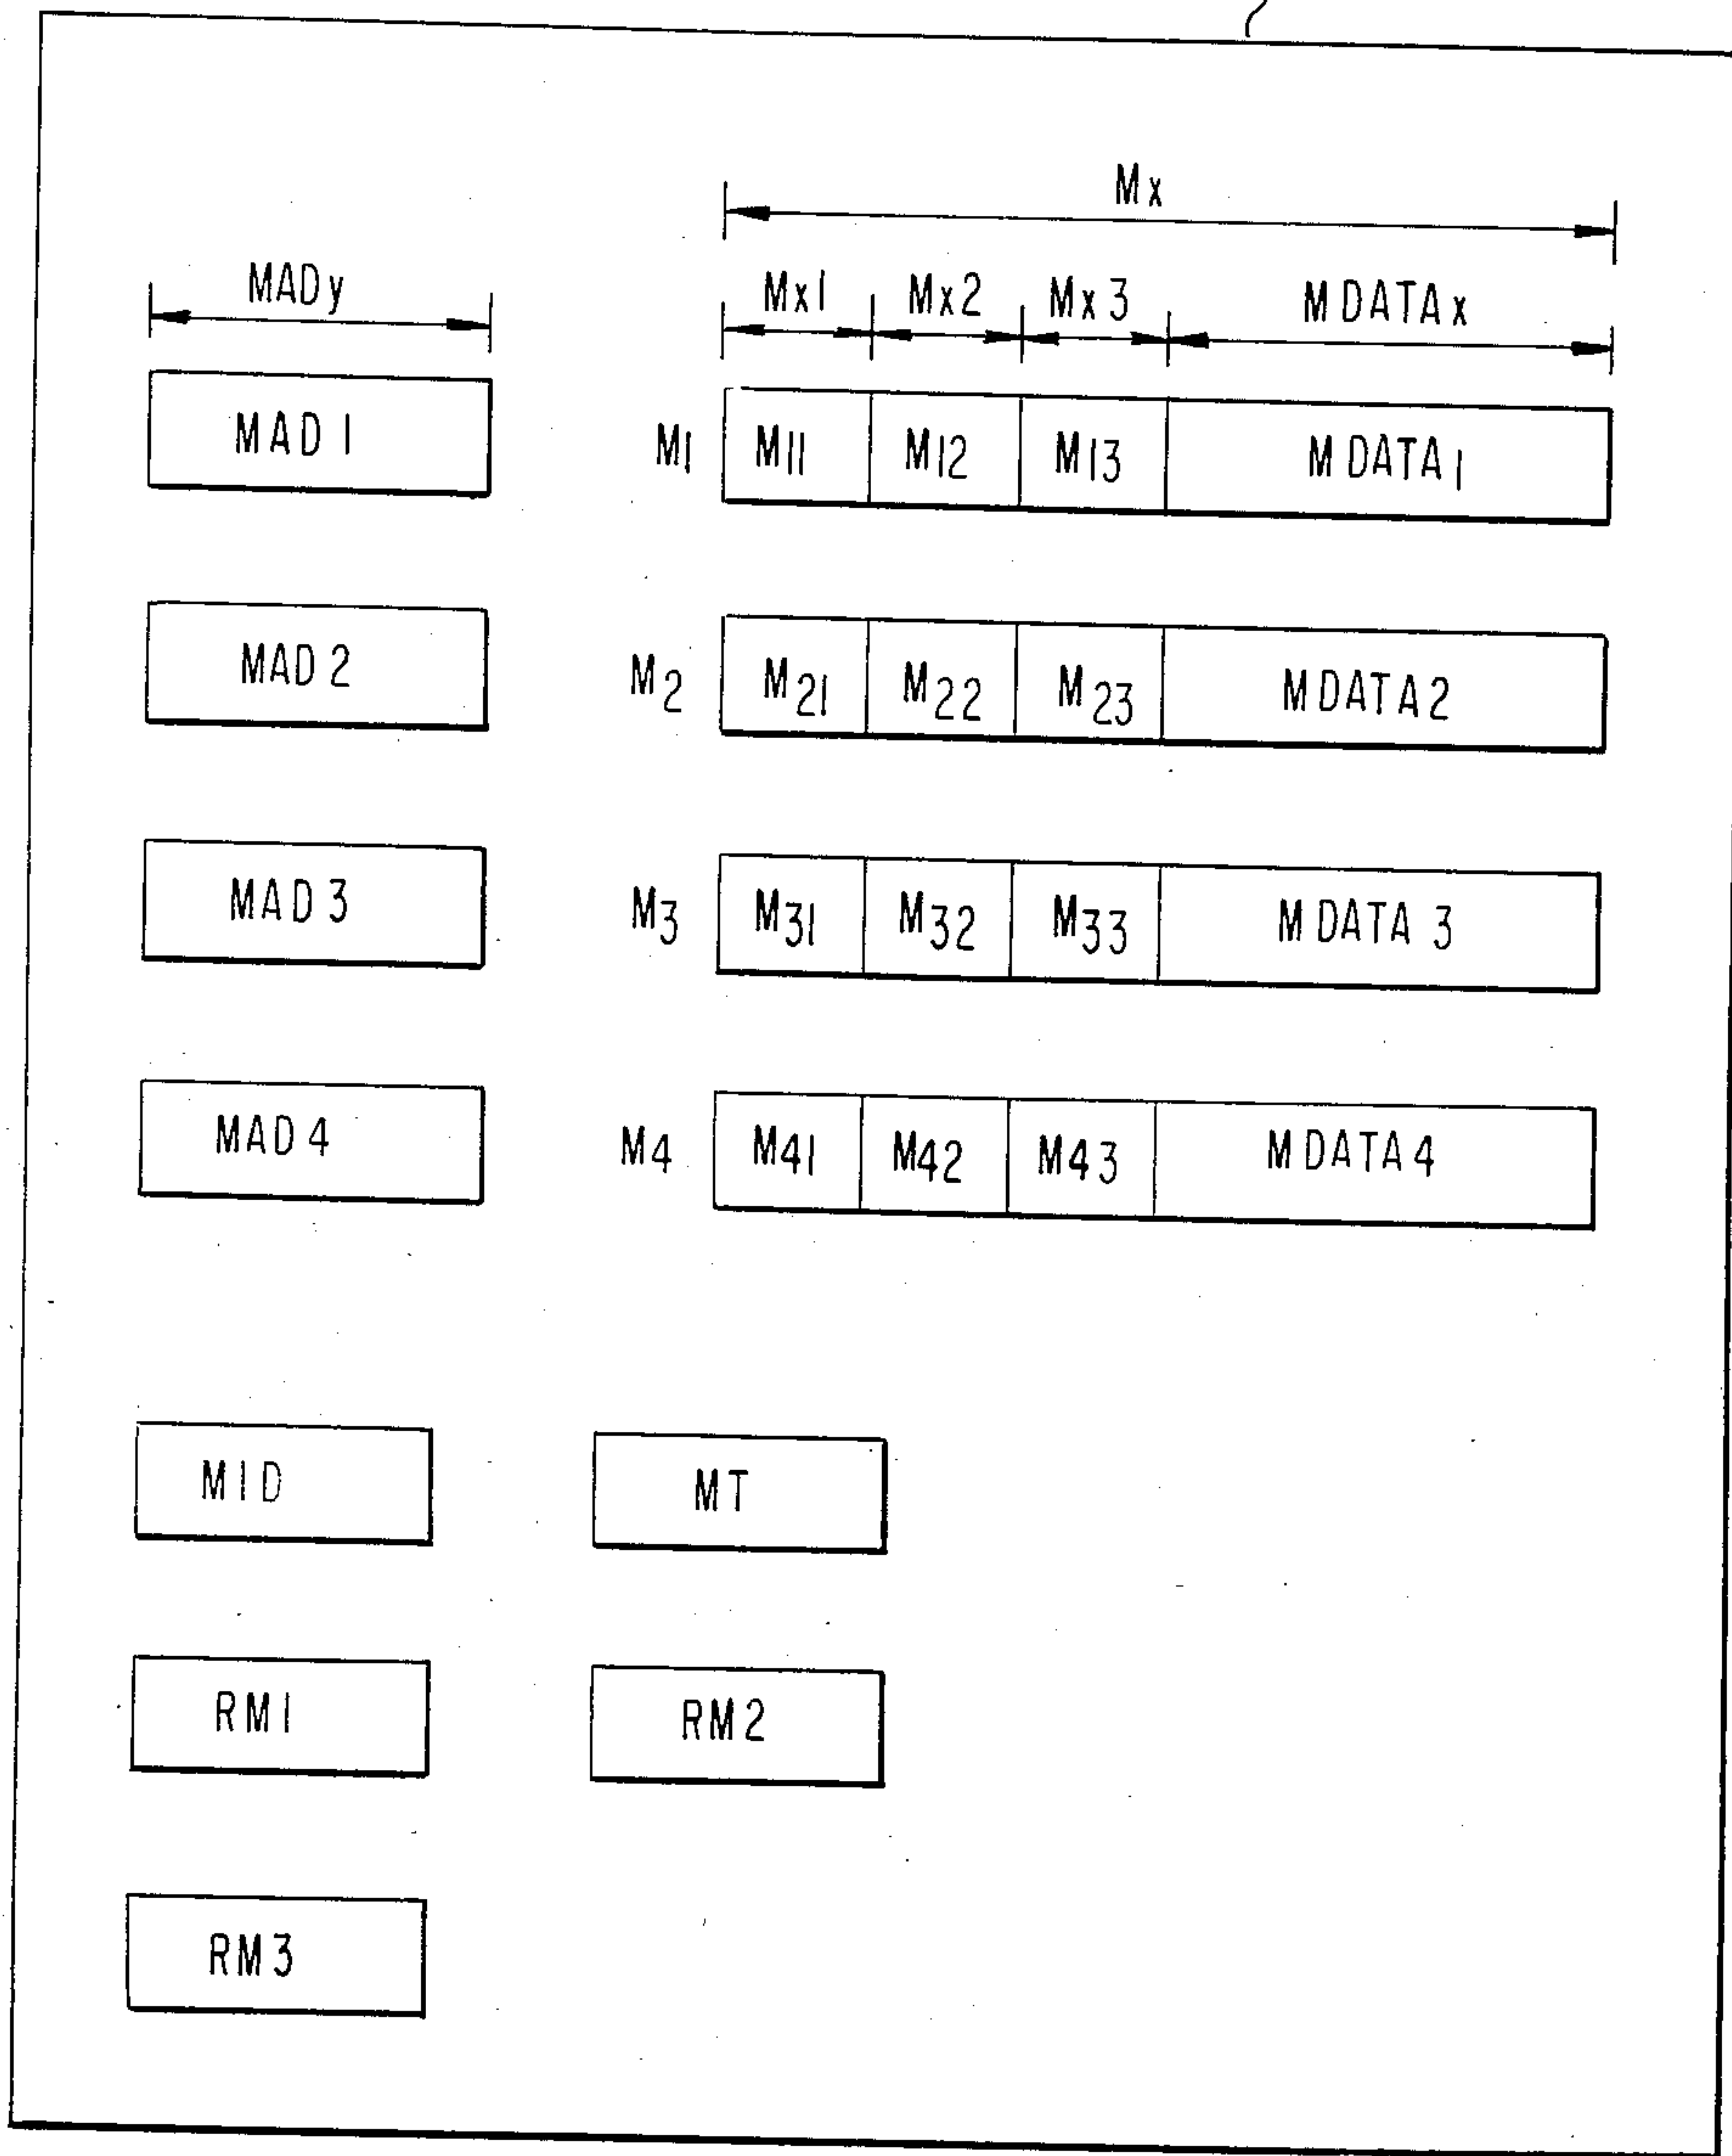 Mx
MADy Mx1 Mx2 Mx3 MDATAx
MAD1 M1 M11 M12 M13 MDATA1
MAD2 M2 M21 M22 M23 MDATA2
MAD3 M3 M31 M32 M33 MDATA3
MAD4 M4 M41 M42 M43 MDATA4
MID MT
RM1 RM2
RM3